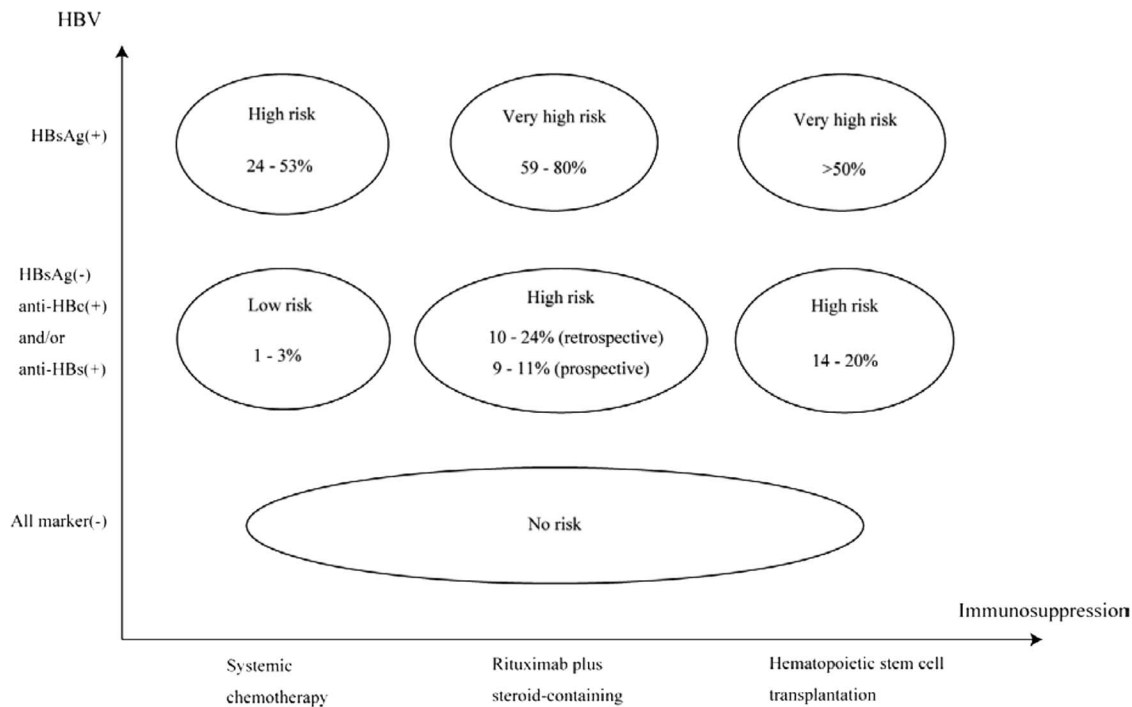 HBV
HBsAg(+)
High risk
24 - 53%
Very high risk
59 - 80%
Very high risk
>50%
HBsAg(-)
anti-HBc(+)
and/or
anti-HBs(+)
Low risk
1 - 3%
High risk
10 - 24% (retrospective)
9 - 11% (prospective)
High risk
14 - 20%
All marker(-)
No risk
Immunosuppression
Systemic
chemotherapy
Rituximab plus
steroid-containing
Hematopoietic stem cell
transplantation